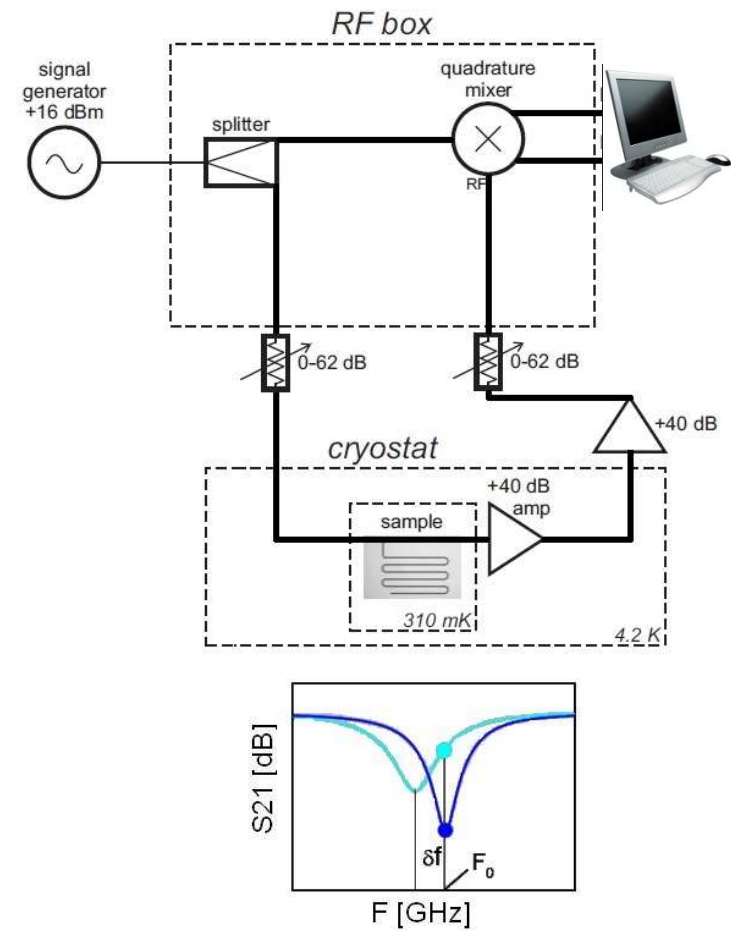 RF box
signal
generator
+16 dBm
splitter
quadrature
mixer
RF
0-62 dB
0-62 dB
+40 dB
cryostat
+40 dB
amp
sample
310 mK
4.2 K
S21 [dB]
δf
F0
F [GHz]